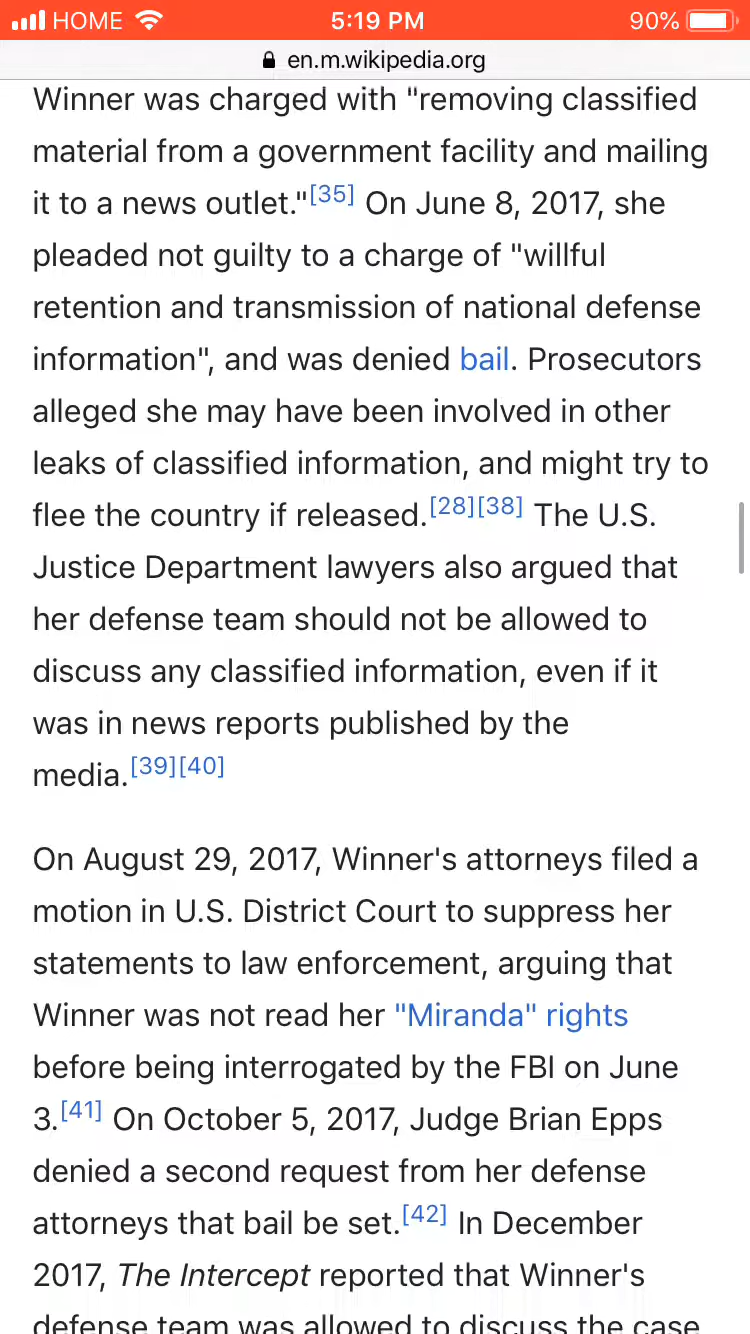 HOME 5:19 PM 90%
en.m.wikipedia.org
Winner was charged with "removing classified
material from a government facility and mailing
it to a news outlet."[35] On June 8, 2017, she
pleaded not guilty to a charge of "willful
retention and transmission of national defense
information", and was denied bail. Prosecutors
alleged she may have been involved in other
leaks of classified information, and might try to
flee the country if released.[28][38] The U.S.
Justice Department lawyers also argued that
her defense team should not be allowed to
discuss any classified information, even if it
was in news reports published by the
media.[39][40]
On August 29, 2017, Winner's attorneys filed a
motion in U.S. District Court to suppress her
statements to law enforcement, arguing that
Winner was not read her "Miranda" rights
before being interrogated by the FBI on June
3.[41] On October 5, 2017, Judge Brian Epps
denied a second request from her defense
attorneys that bail be set.[42] In December
2017, The Intercept reported that Winner's
defense team was allowed to discuss the case